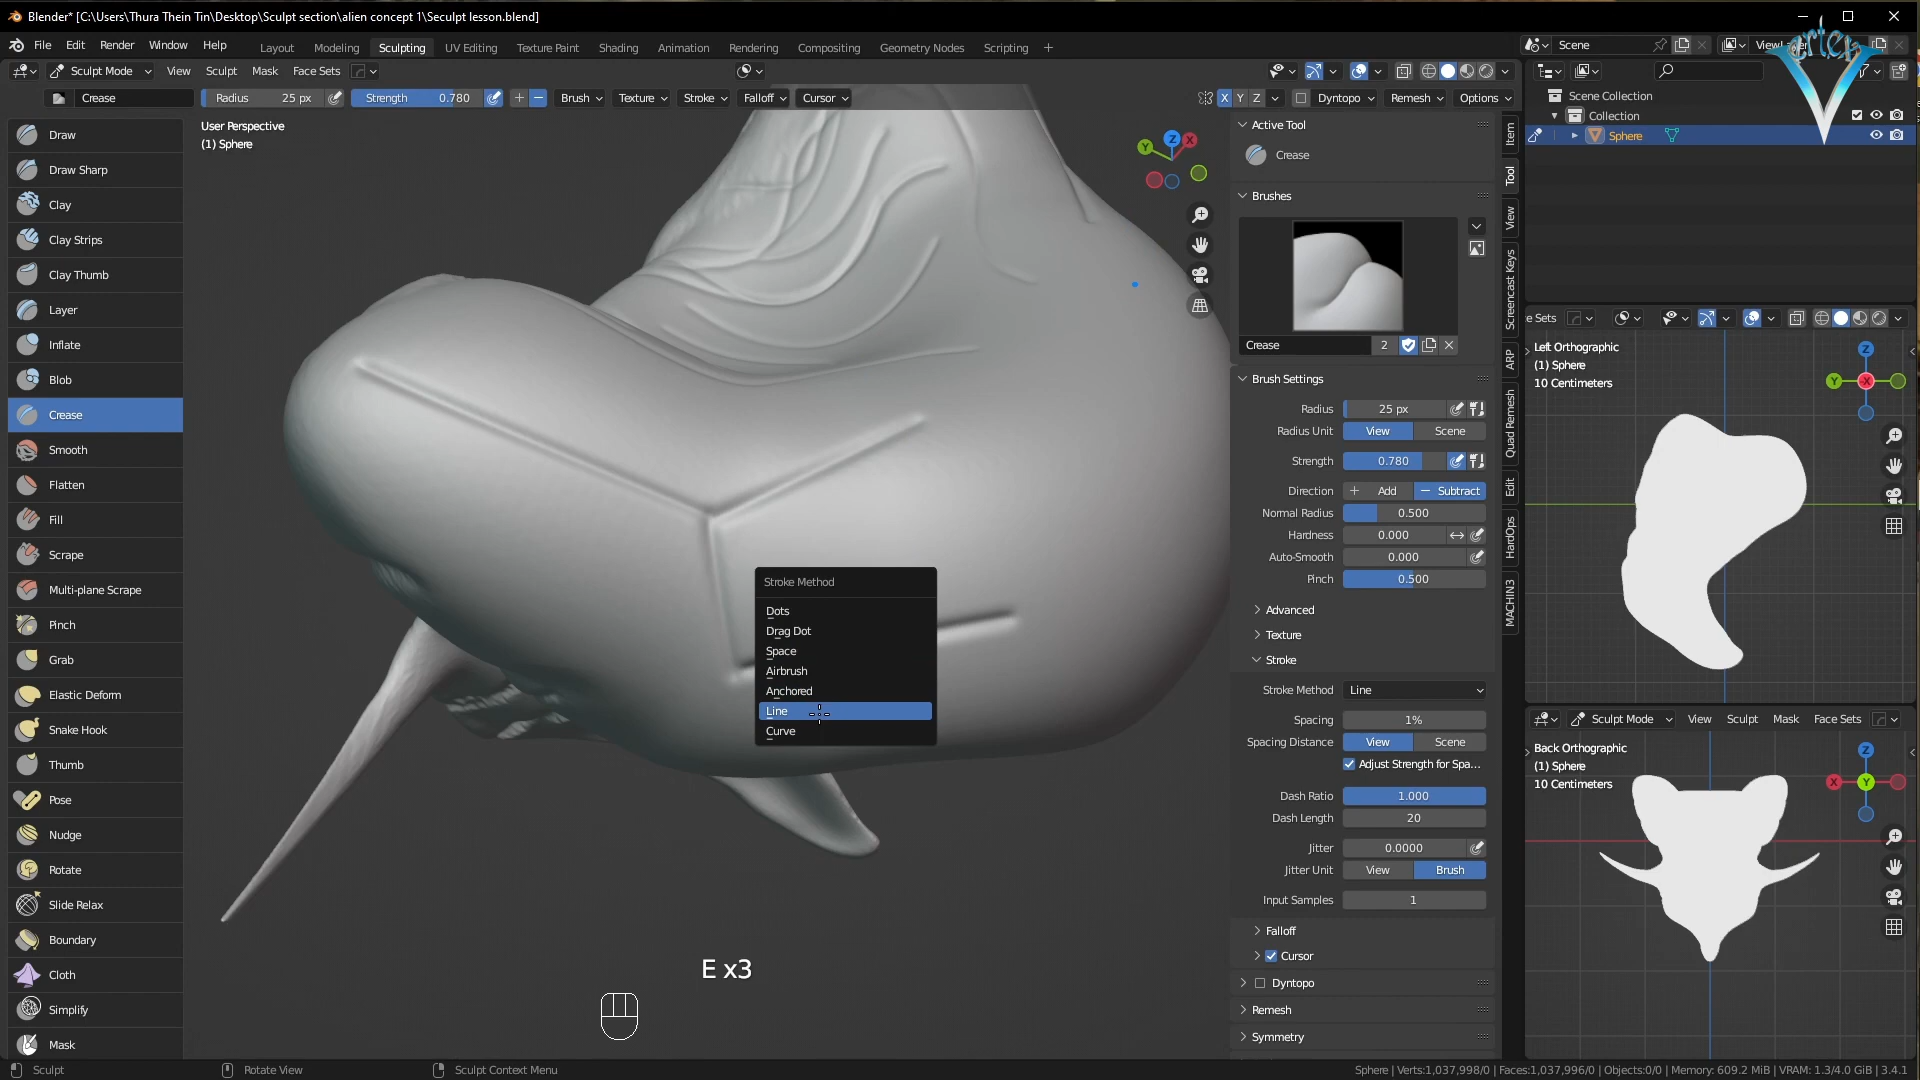 Blender* [C:\Users\Thura Thein Tin\Desktop\Sculpt section\alien concept 1\Seculpt lesson.blend]
File Edit Render Window Help Layout Modeling Sculpting UV Editing Texture Paint Shading Animation Rendering Compositing Geometry Nodes Scripting + Scene
Sculpt Mode View Sculpt Mask Face Sets
Crease Radius 25 px Strength 0.780 Brush Texture Stroke Falloff Cursor X Y Z Dyntopo Remesh Options
Draw
Draw Sharp
Clay
Clay Strips
Clay Thumb
Layer
Inflate
Blob
Crease
Smooth
Flatten
Fill
Scrape
Multi-plane Scrape
Pinch
Grab
Elastic Deform
Snake Hook
Thumb
Pose
Nudge
Rotate
Slide Relax
Boundary
Cloth
Simplify
Mask
User Perspective
(1) Sphere
Z X Y
Stroke Method
Dots
Drag Dot
Space
Airbrush
Anchored
Line
Curve
E x3
Active Tool
Crease
Brushes
Crease 2
Brush Settings
Radius 25 px
Radius Unit View Scene
Strength 0.780
Direction Add Subtract
Normal Radius 0.500
Hardness 0.000
Auto-Smooth 0.000
Pinch 0.500
Advanced
Texture
Stroke
Stroke Method Line
Spacing 1%
Spacing Distance View Scene
Adjust Strength for Spa...
Dash Ratio 1.000
Dash Length 20
Jitter 0.0000
Jitter Unit View Brush
Input Samples 1
Falloff
Cursor
Dyntopo
Remesh
Symmetry
Item
Tool
View
Screencast Keys
ARP
Quad Remesh
Edit
HardOps
MACHIN3
Scene Collection
Collection
Sphere
e Sets
Left Orthographic
(1) Sphere
10 Centimeters
Z
Y X
Sculpt Mode View Sculpt Mask Face Sets
Back Orthographic
(1) Sphere
10 Centimeters
Z
X Y
Sculpt Rotate View Sculpt Context Menu
Sphere | Verts:1,037,998/0 | Faces:1,037,996/0 | Objects:0/0 | Memory: 609.2 MiB | VRAM: 1.3/4.0 GiB | 3.4.1